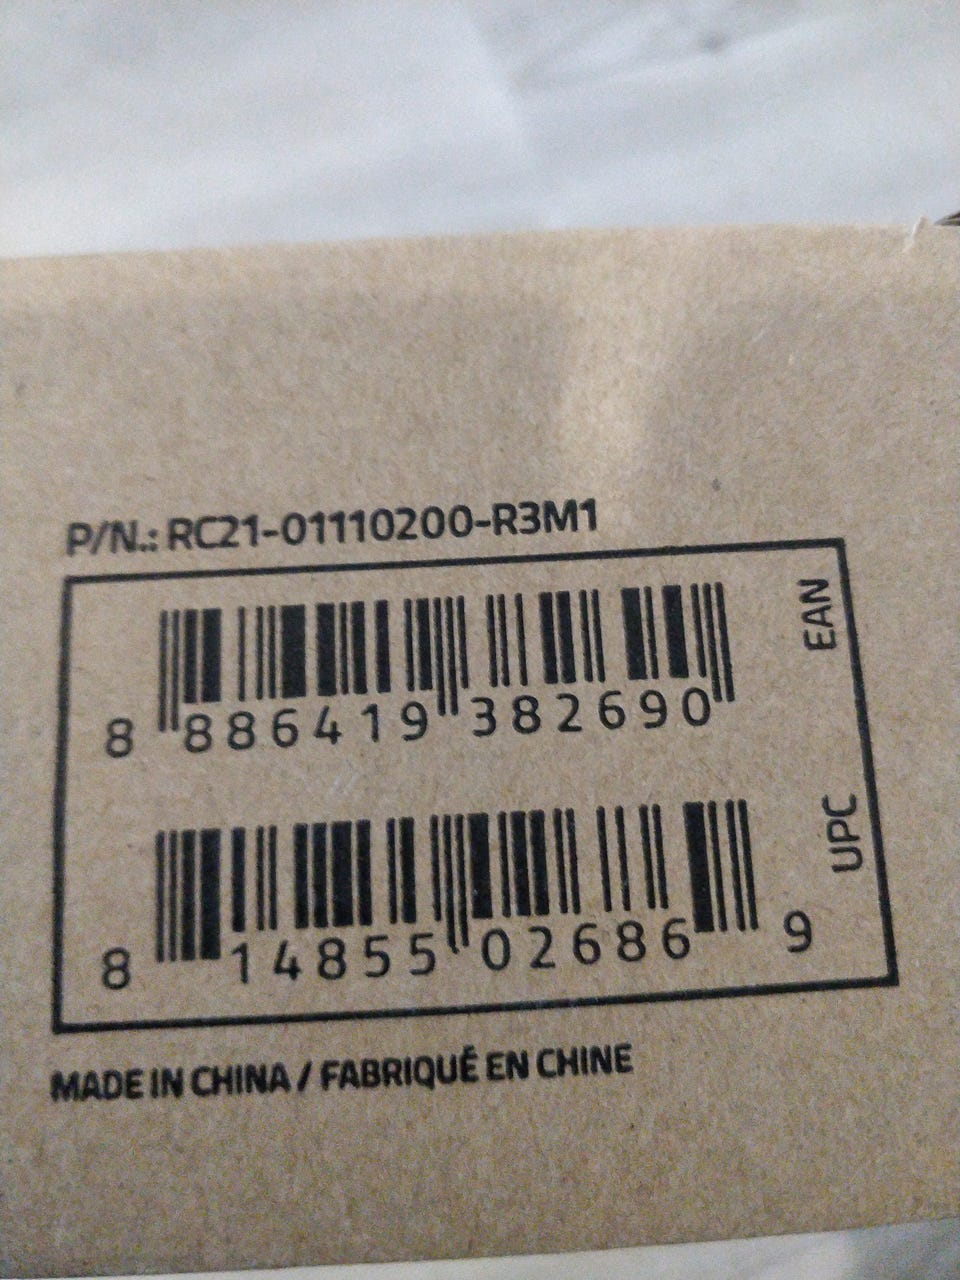 P/N.: RC21-01110200-R3M1
8 886419 382690
EAN
8 14855 02686 9
UPC
MADE IN CHINA / FABRIQUÉ EN CHINE